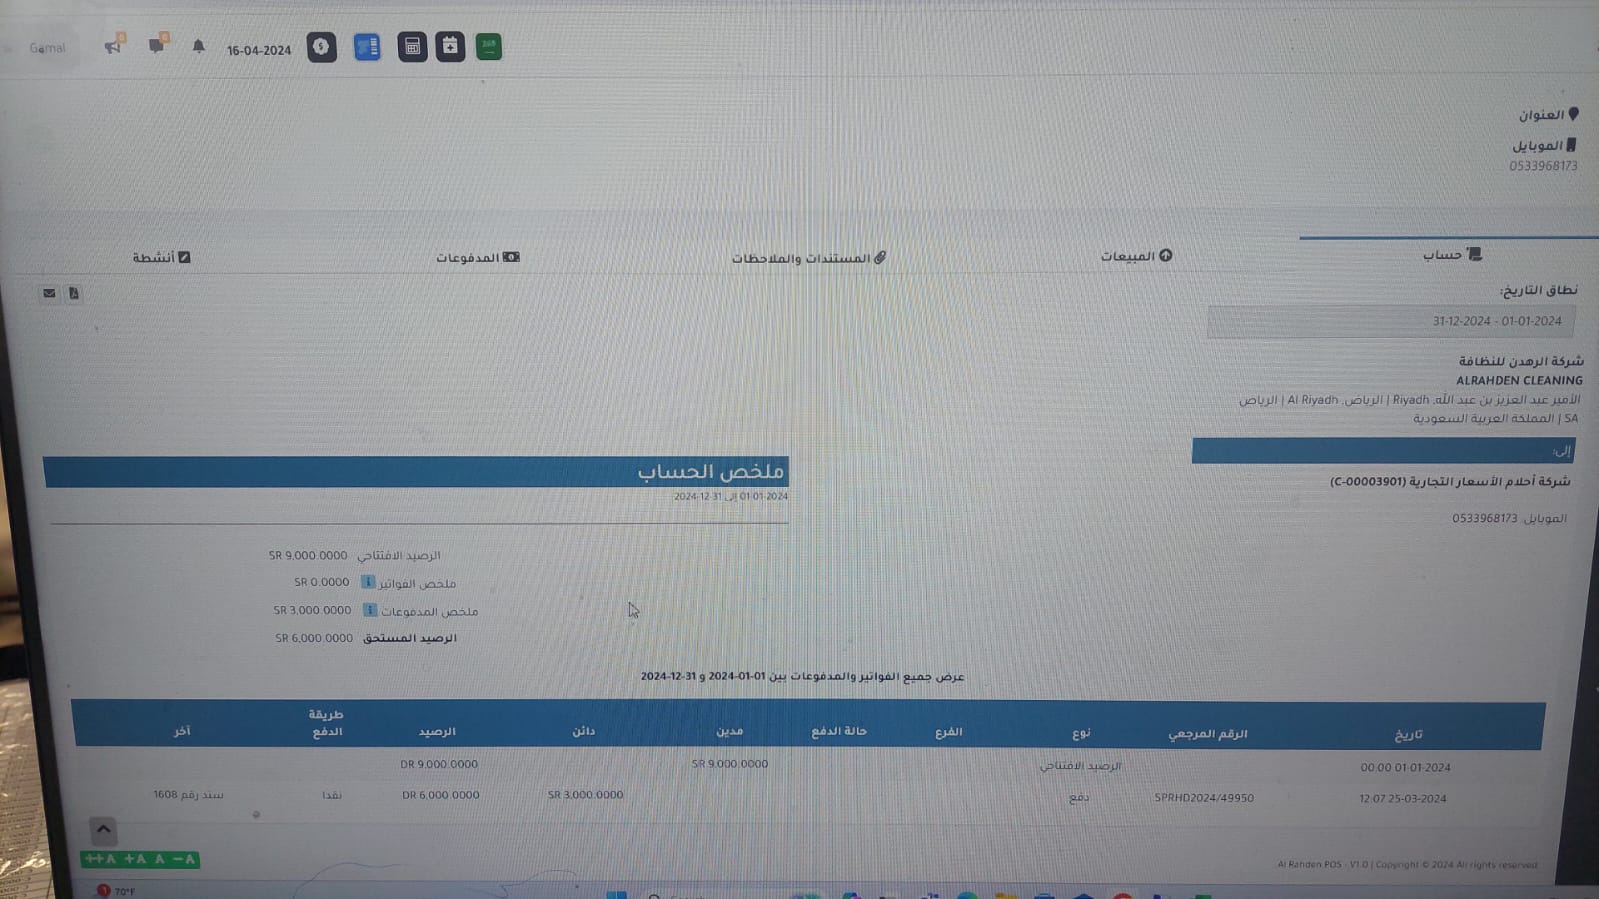 Gamal
0
0
16-04-2024
العنوان
الموبايل
0533968173
حساب
المبيعات
المستندات والملاحظات
المدفوعات
أنشطة
نطاق التاريخ:
31-12-2024 - 01-01-2024
شركة الرهدن للنظافة
ALRAHDEN CLEANING
الأمير عبد العزيز بن عبد الله, Riyadh | الرياض, Al Riyadh | الرياض
SA | المملكة العربية السعودية
إلى:
شركة أحلام الأسعار التجارية (C-00003901)
الموبايل: 0533968173
ملخص الحساب
01-01-2024 إلى 31-12-2024
الرصيد الافتتاحي SR 9,000.0000
ملخص الفواتير SR 0.0000
ملخص المدفوعات SR 3,000.0000
الرصيد المستحق SR 6,000.0000
عرض جميع الفواتير والمدفوعات بين 01-01-2024 و 31-12-2024
تاريخ الرقم المرجعي نوع الفرع حالة الدفع مدين دائن الرصيد طريقة الدفع آخر
01-01-2024 00:00 الرصيد الافتتاحي SR 9,000.0000 DR 9,000.0000
25-03-2024 12:07 SPRHD2024/49950 دفع SR 3,000.0000 DR 6,000.0000 نقدا سند رقم 1608
++A +A A −A
Al Rahden POS - V1.0 | Copyright © 2024 All rights reserved.
1
70°F